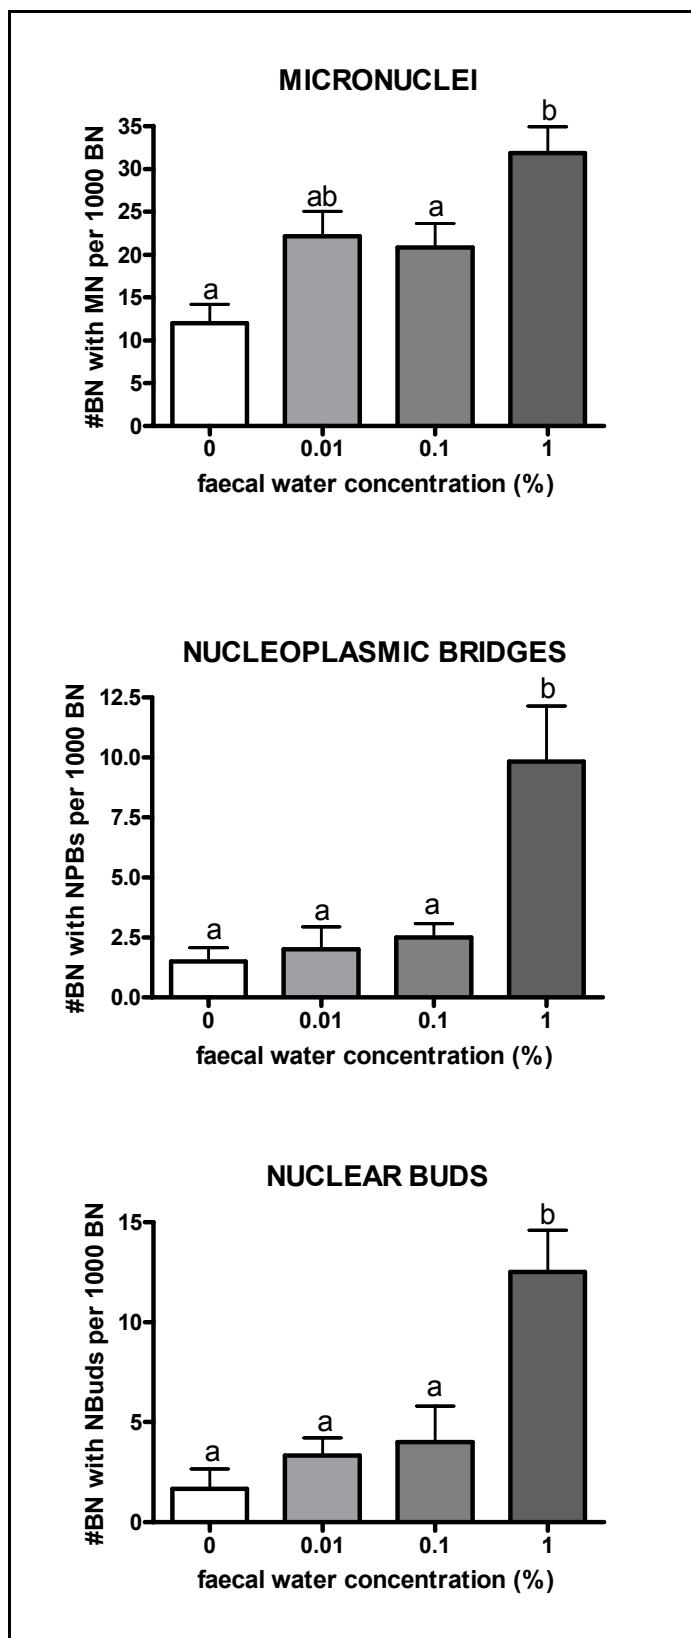 MICRONUCLEI
#BN with MN per 1000 BN
35
30
25
20
15
10
5
0
a
ab
a
b
0 0.01 0.1 1
faecal water concentration (%)
NUCLEOPLASMIC BRIDGES
#BN with NPBs per 1000 BN
12.5
10.0
7.5
5.0
2.5
0.0
a
a
a
b
0 0.01 0.1 1
faecal water concentration (%)
NUCLEAR BUDS
#BN with NBuds per 1000 BN
15
10
5
0
a
a
a
b
0 0.01 0.1 1
faecal water concentration (%)